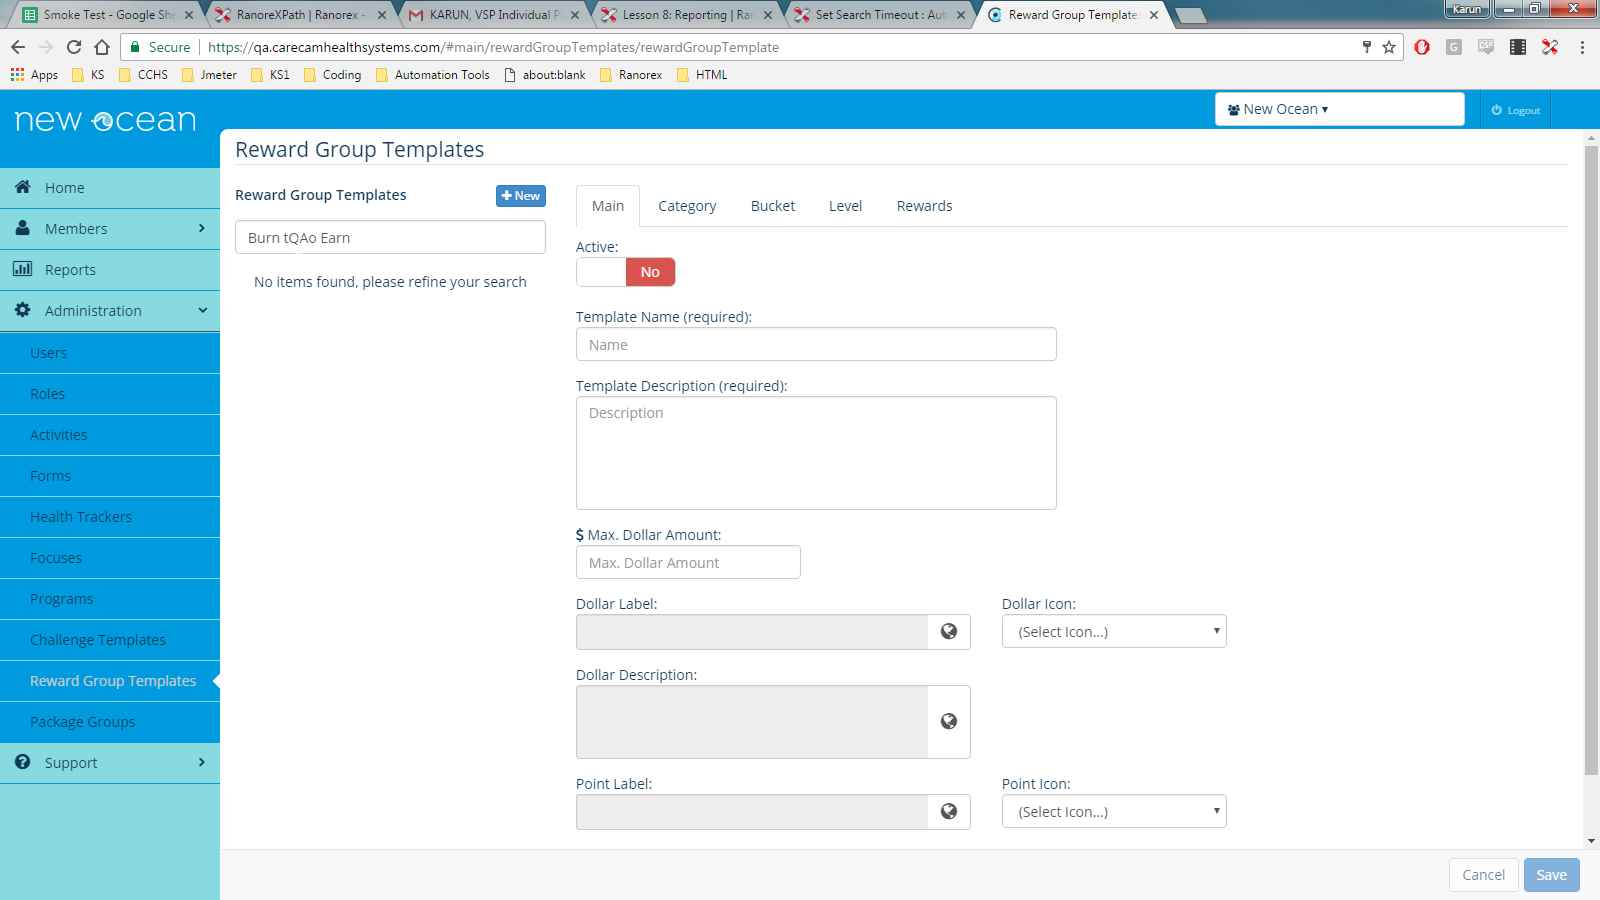 Smoke Test - Google She
RanoreXPath | Ranorex -
KARUN, VSP Individual P
Lesson 8: Reporting | Ra
Set Search Timeout : Aut
Reward Group Template
Karun
Secure
https://qa.carecamhealthsystems.com/#main/rewardGroupTemplates/rewardGroupTemplate
Apps
KS
CCHS
Jmeter
KS1
Coding
Automation Tools
about:blank
Ranorex
HTML
new ocean
New Ocean
Logout
Home
Members
Reports
Administration
Users
Roles
Activities
Forms
Health Trackers
Focuses
Programs
Challenge Templates
Reward Group Templates
Package Groups
Support
Reward Group Templates
Reward Group Templates
+ New
Burn tQAo Earn
No items found, please refine your search
Main
Category
Bucket
Level
Rewards
Active:
No
Template Name (required):
Name
Template Description (required):
Description
$ Max. Dollar Amount:
Max. Dollar Amount
Dollar Label:
Dollar Icon:
(Select Icon...)
Dollar Description:
Point Label:
Point Icon:
(Select Icon...)
Cancel
Save